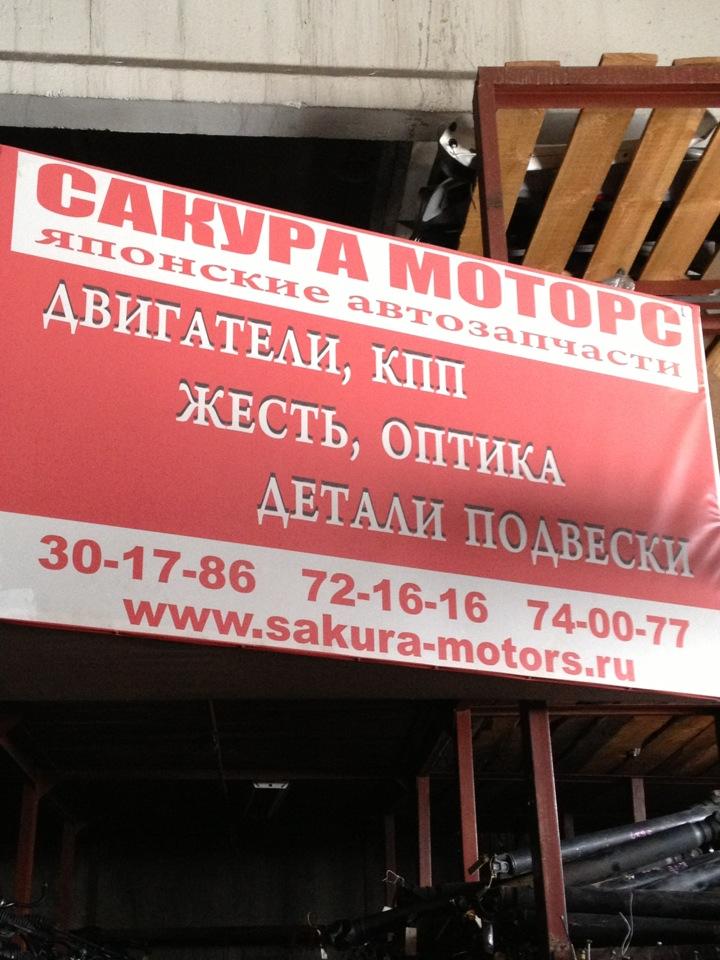 САКУРА МОТОРС
японские автозапчасти
ДВИГАТЕЛИ, КПП
ЖЕСТЬ, ОПТИКА
ДЕТАЛИ ПОДВЕСКИ
30-17-86 72-16-16 74-00-77
www.sakura-motors.ru